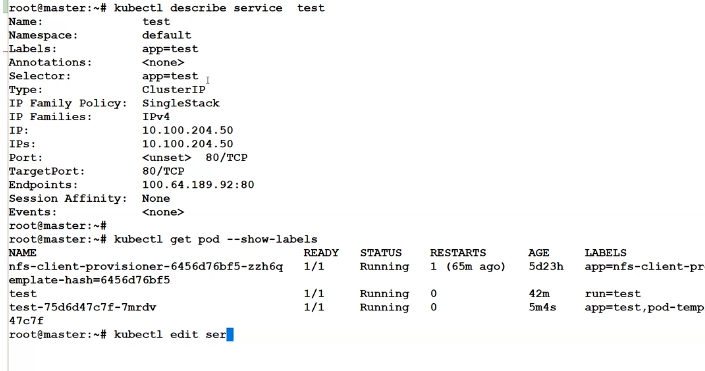 root@master:~# kubectl describe service  test
Name:              test
Namespace:         default
Labels:            app=test
Annotations:       <none>
Selector:          app=test
Type:              ClusterIP
IP Family Policy:  SingleStack
IP Families:       IPv4
IP:                10.100.204.50
IPs:               10.100.204.50
Port:              <unset>  80/TCP
TargetPort:        80/TCP
Endpoints:         100.64.189.92:80
Session Affinity:  None
Events:            <none>
root@master:~#
root@master:~# kubectl get pod --show-labels
NAME                                      READY   STATUS    RESTARTS      AGE     LABELS
nfs-client-provisioner-6456d76bf5-zzh6q   1/1     Running   1 (65m ago)   5d23h   app=nfs-client-pr
emplate-hash=6456d76bf5
test                                      1/1     Running   0             42m     run=test
test-75d6d47c7f-7mrdv                     1/1     Running   0             5m4s    app=test,pod-temp
47c7f
root@master:~# kubectl edit ser